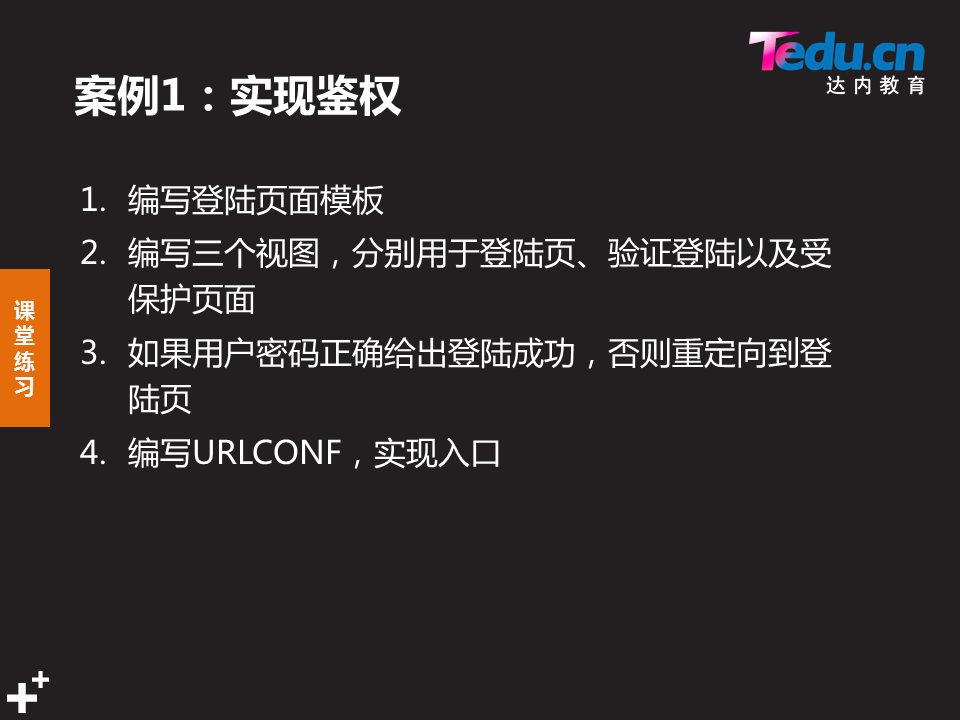 Tedu.cn
达内教育
案例1：实现鉴权
1. 编写登陆页面模板
2. 编写三个视图，分别用于登陆页、验证登陆以及受
保护页面
3. 如果用户密码正确给出登陆成功，否则重定向到登
陆页
4. 编写URLCONF，实现入口
课
堂
练
习